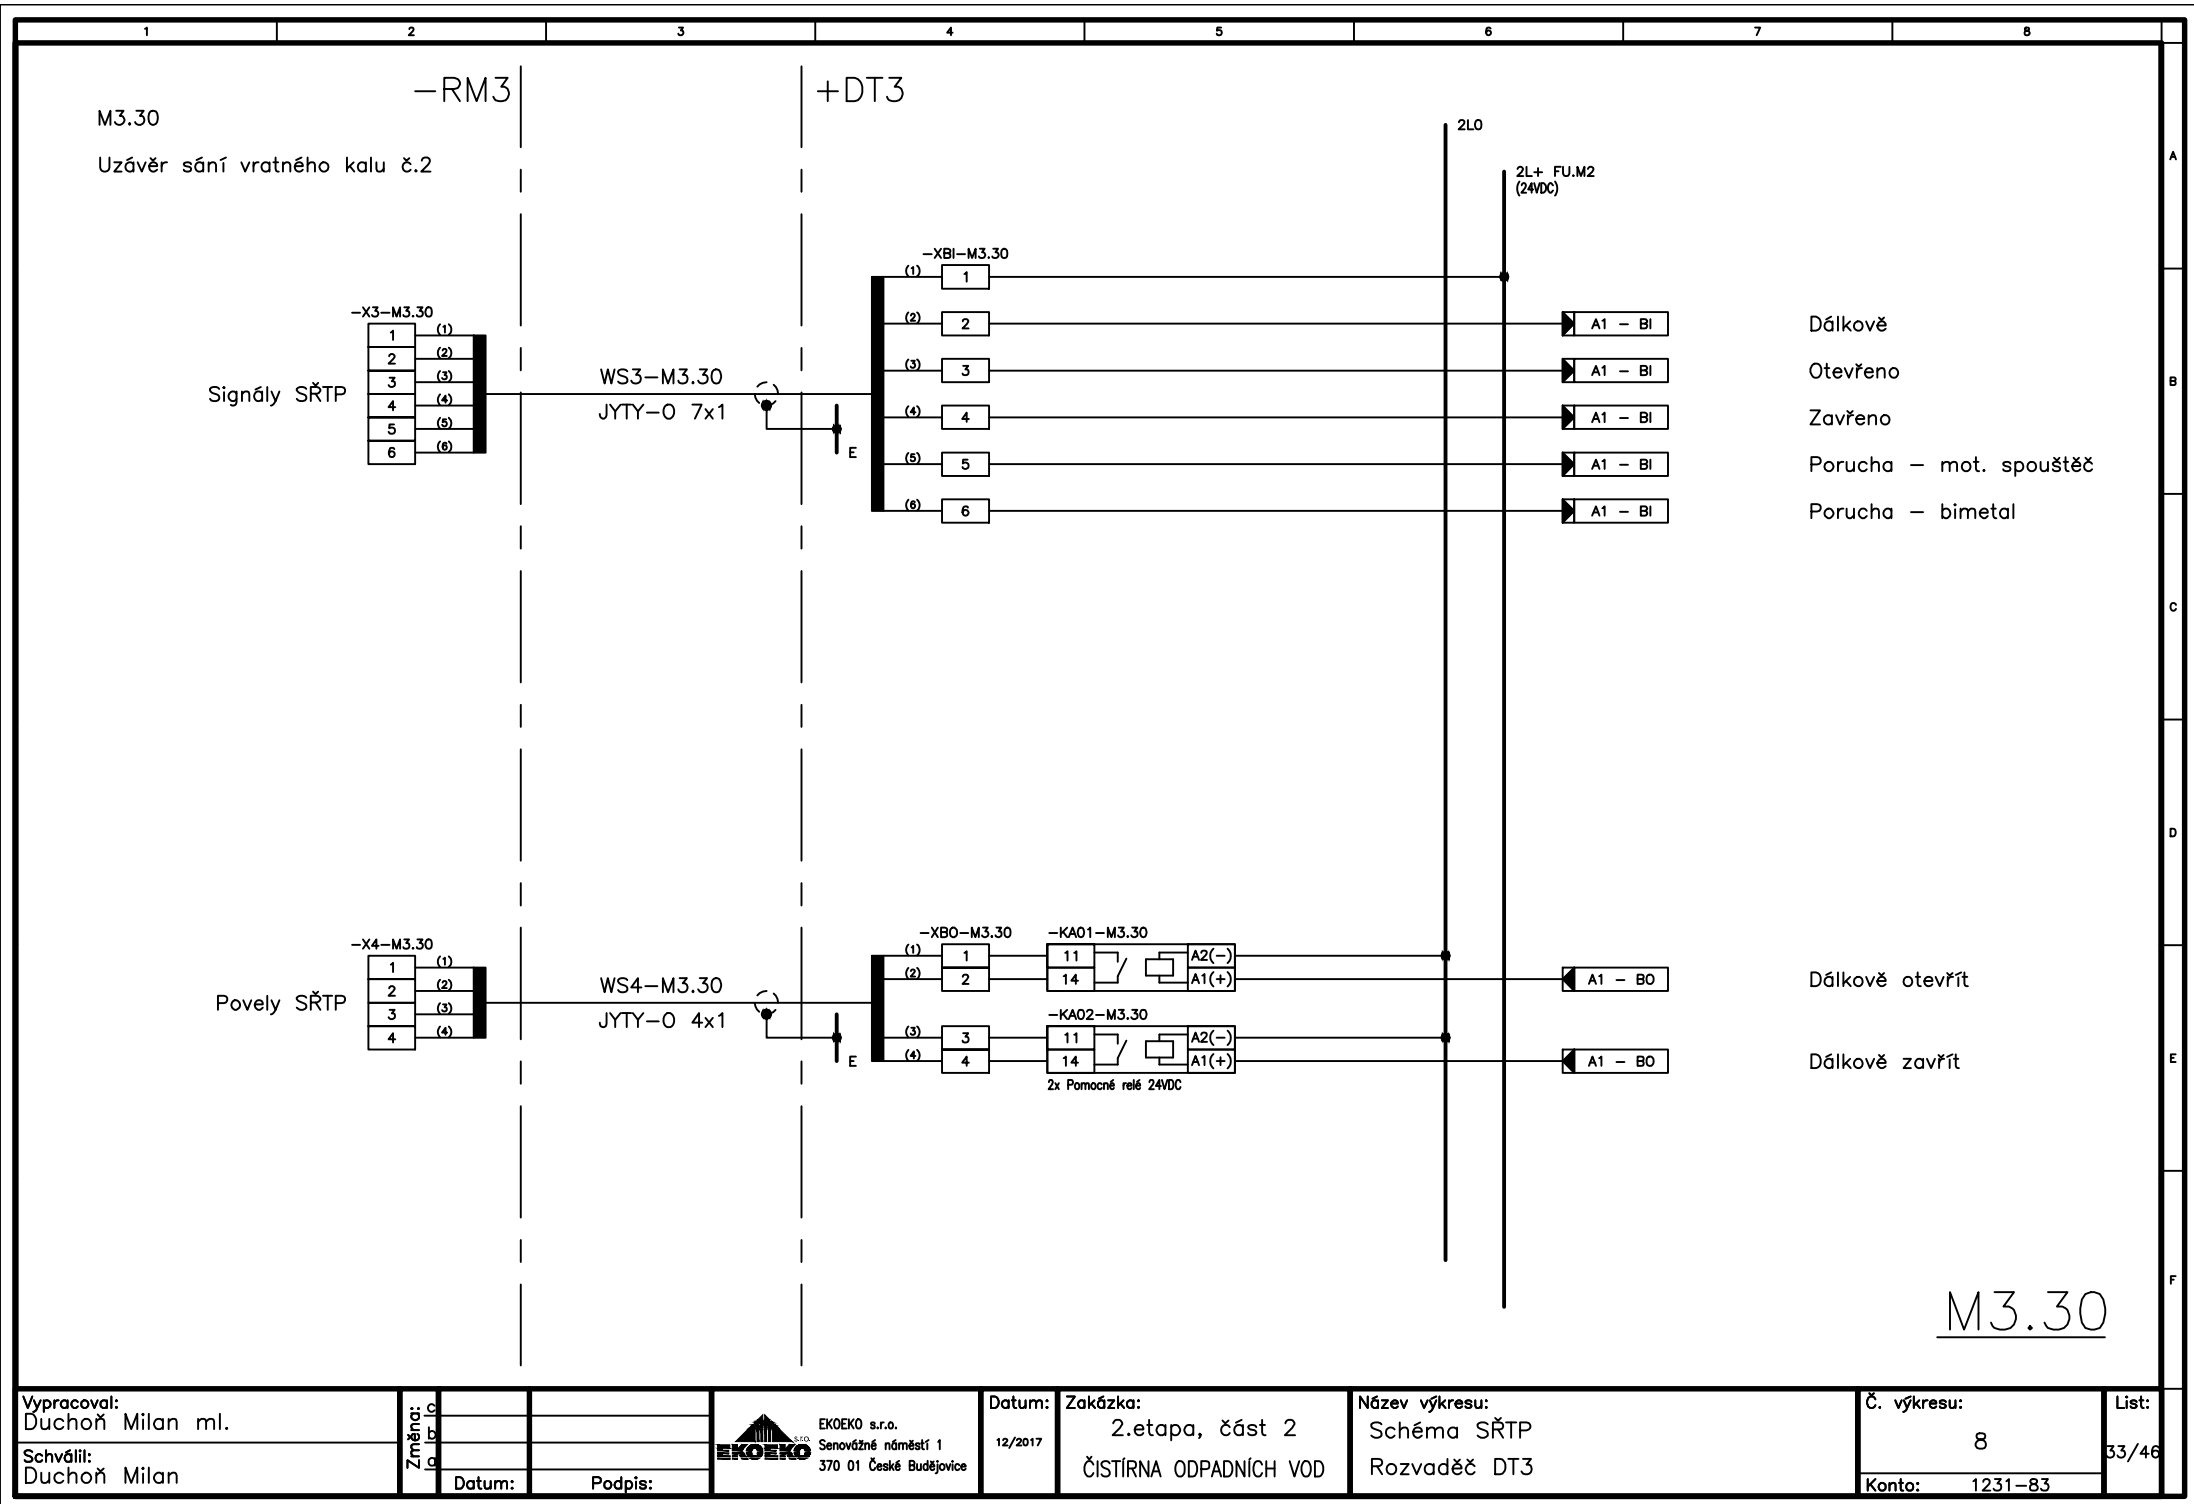 1 2 3 4 5 6 7 8
A
B
C
D
E
F
-RM3
+DT3
M3.30
Uzávěr sání vratného kalu č.2
2L0
2L+ FU.M2
(24VDC)
-X3-M3.30
1 (1)
2 (2)
3 (3)
4 (4)
5 (5)
6 (6)
Signály SŘTP
WS3-M3.30
JYTY-O 7x1
E
-XBI-M3.30
(1) 1
(2) 2 A1 - BI Dálkově
(3) 3 A1 - BI Otevřeno
(4) 4 A1 - BI Zavřeno
(5) 5 A1 - BI Porucha - mot. spouštěč
(6) 6 A1 - BI Porucha - bimetal
-X4-M3.30
1 (1)
2 (2)
3 (3)
4 (4)
Povely SŘTP
WS4-M3.30
JYTY-O 4x1
E
-XBO-M3.30
-KA01-M3.30
(1) 1 11 A2(-)
(2) 2 14 A1(+) A1 - BO Dálkově otevřít
-KA02-M3.30
(3) 3 11 A2(-)
(4) 4 14 A1(+) A1 - BO Dálkově zavřít
2x Pomocné relé 24VDC
M3.30
Vypracoval:
Duchoň Milan ml.
Schválil:
Duchoň Milan
Změna:
c
b
a
Datum:
Podpis:
EKOEKO s.r.o.
EKOEKO s.r.o.
Senovážné náměstí 1
370 01 České Budějovice
Datum:
12/2017
Zakázka:
2.etapa, část 2
ČISTÍRNA ODPADNÍCH VOD
Název výkresu:
Schéma SŘTP
Rozvaděč DT3
Č. výkresu:
8
Konto: 1231-83
List:
33/46